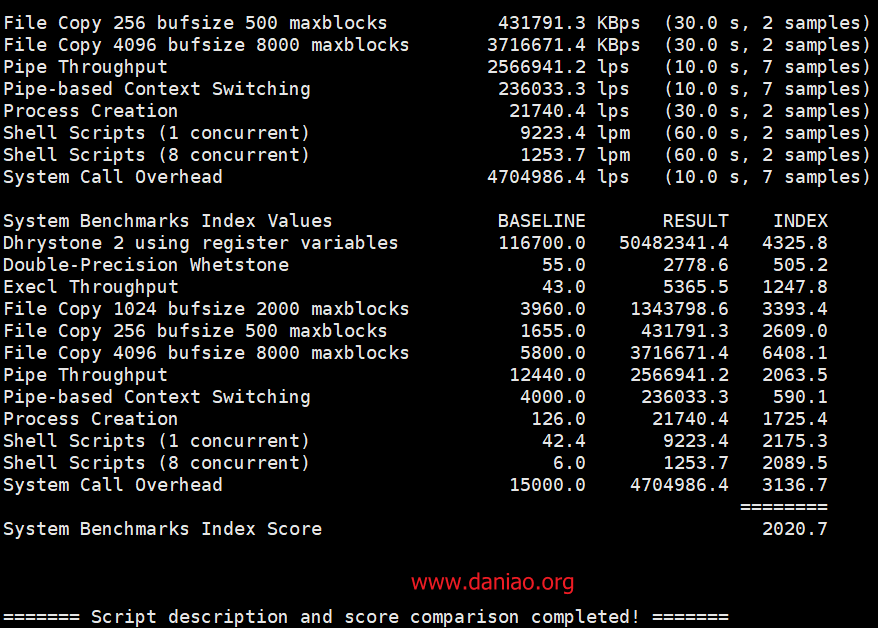 File Copy 256 bufsize 500 maxblocks 431791.3 KBps (30.0 s, 2 samples)
File Copy 4096 bufsize 8000 maxblocks 3716671.4 KBps (30.0 s, 2 samples)
Pipe Throughput 2566941.2 lps (10.0 s, 7 samples)
Pipe-based Context Switching 236033.3 lps (10.0 s, 7 samples)
Process Creation 21740.4 lps (30.0 s, 2 samples)
Shell Scripts (1 concurrent) 9223.4 lpm (60.0 s, 2 samples)
Shell Scripts (8 concurrent) 1253.7 lpm (60.0 s, 2 samples)
System Call Overhead 4704986.4 lps (10.0 s, 7 samples)
System Benchmarks Index Values BASELINE RESULT INDEX
Dhrystone 2 using register variables 116700.0 50482341.4 4325.8
Double-Precision Whetstone 55.0 2778.6 505.2
Execl Throughput 43.0 5365.5 1247.8
File Copy 1024 bufsize 2000 maxblocks 3960.0 1343798.6 3393.4
File Copy 256 bufsize 500 maxblocks 1655.0 431791.3 2609.0
File Copy 4096 bufsize 8000 maxblocks 5800.0 3716671.4 6408.1
Pipe Throughput 12440.0 2566941.2 2063.5
Pipe-based Context Switching 4000.0 236033.3 590.1
Process Creation 126.0 21740.4 1725.4
Shell Scripts (1 concurrent) 42.4 9223.4 2175.3
Shell Scripts (8 concurrent) 6.0 1253.7 2089.5
System Call Overhead 15000.0 4704986.4 3136.7
========
System Benchmarks Index Score 2020.7
www.daniao.org
======= Script description and score comparison completed! =======